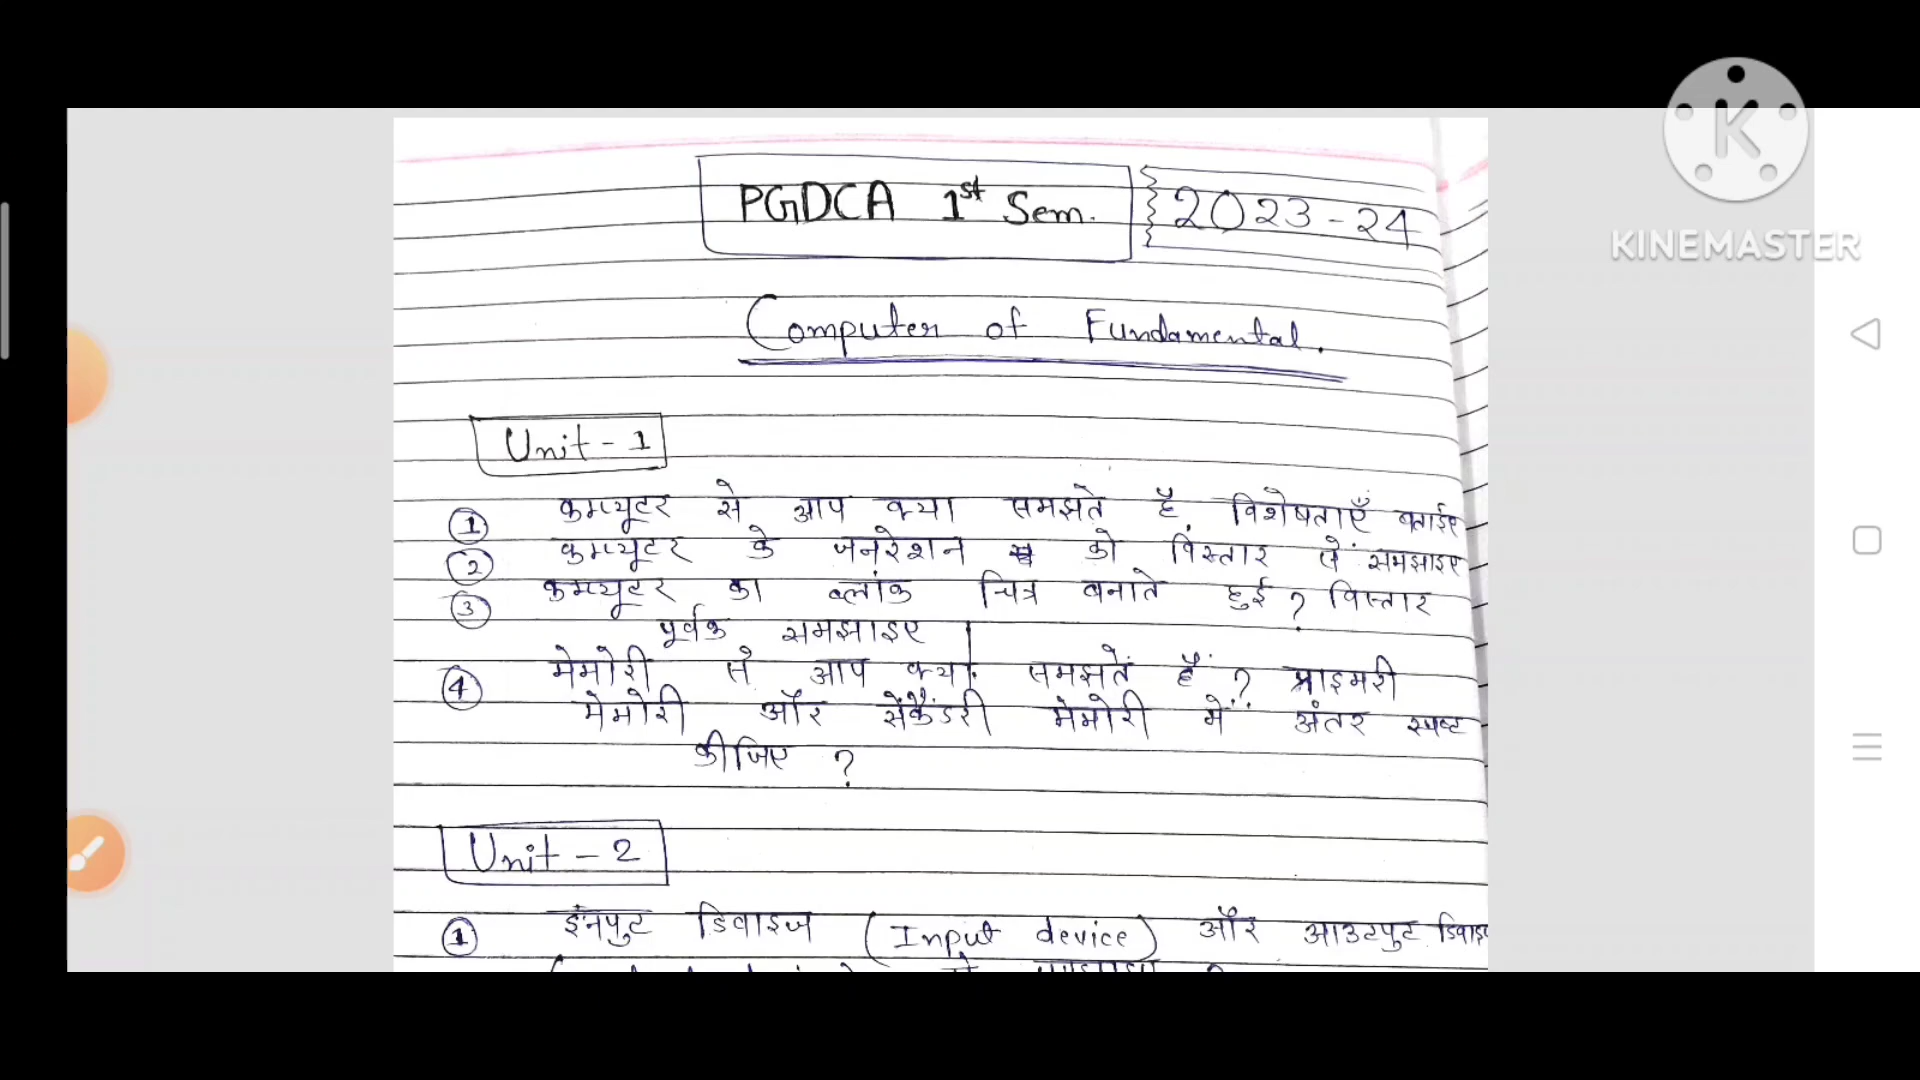 PGDCA 1st Sem. 2023-24
KINEMASTER
Computer of Fundamental.
Unit - 1
① कम्प्यूटर से आप क्या समझते है, विशेषताएँ बताईए
② कम्प्यूटर के जनरेशन को विस्तार से समझाइए
③ कम्प्यूटर का ब्लांक चित्र बनाते हुई ? विस्तार
पूर्वक समझाइए
④ मेमोरी से आप क्या समझतें हैं ? प्राइमरी
मेमोरी और सेकैंडरी मेमोरी में अंतर स्पष्ट
कीजिए ?
Unit - 2
① इनपुट डिवाइज (Input device) और आउटपुट